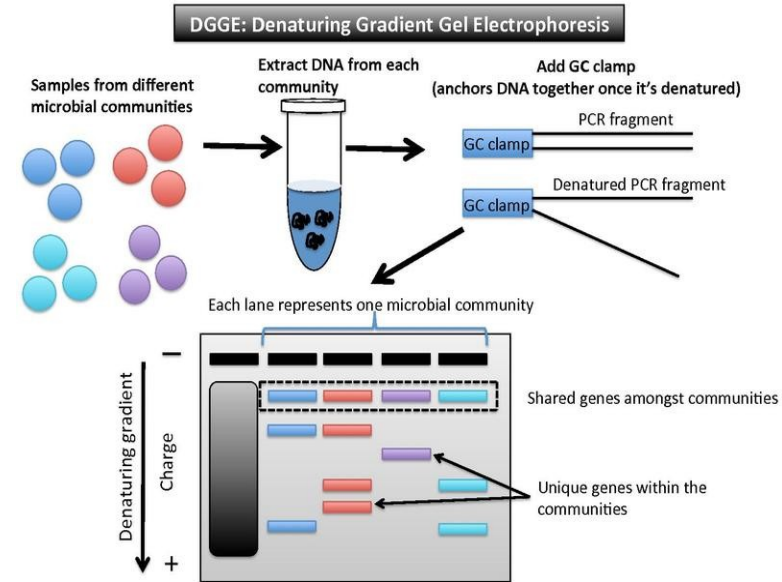 DGGE: Denaturing Gradient Gel Electrophoresis
Samples from different
microbial communities
Extract DNA from each
community
Add GC clamp
(anchors DNA together once it's denatured)
PCR fragment
GC clamp
Denatured PCR fragment
GC clamp
Each lane represents one microbial community
–
Denaturing gradient
Charge
+
Shared genes amongst communities
Unique genes within the
communities